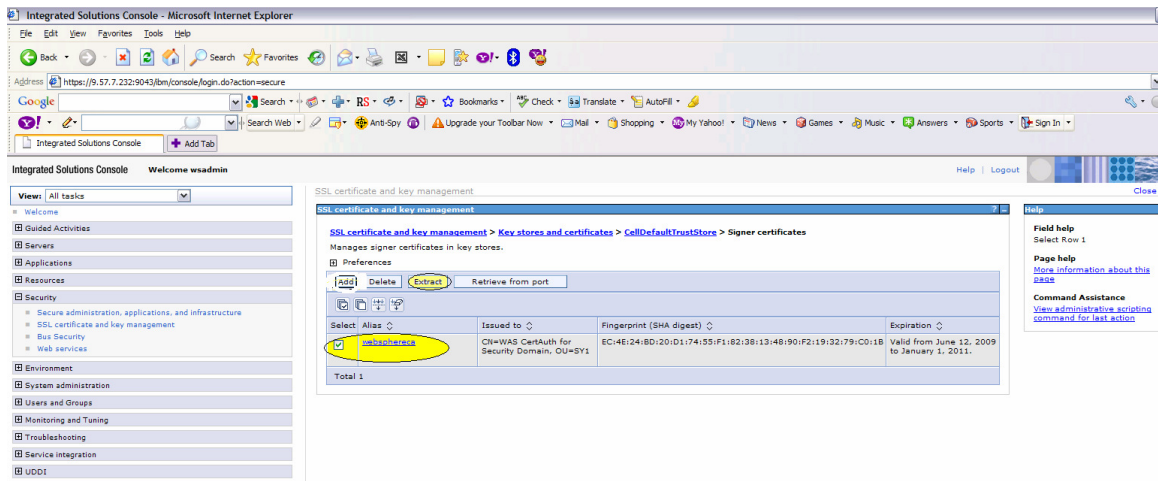 Integrated Solutions Console - Microsoft Internet Explorer
File Edit View Favorites Tools Help
Back Search Favorites
Address https://9.57.7.232:9043/ibm/console/login.do?action=secure
Google Search RS Bookmarks Check Translate AutoFill
Y! Search Web Anti-Spy Upgrade your Toolbar Now Mail Shopping My Yahoo! News Games Music Answers Sports Sign In
Integrated Solutions Console Add Tab
Integrated Solutions Console Welcome wsadmin Help | Logout
View: All tasks
Welcome
Guided Activities
Servers
Applications
Resources
Security
Secure administration, applications, and infrastructure
SSL certificate and key management
Bus Security
Web services
Environment
System administration
Users and Groups
Monitoring and Tuning
Troubleshooting
Service integration
UDDI
SSL certificate and key management
Close
SSL certificate and key management ? -
SSL certificate and key management > Key stores and certificates > CellDefaultTrustStore > Signer certificates
Manages signer certificates in key stores.
Preferences
Add Delete Extract Retrieve from port
Select Alias Issued to Fingerprint (SHA digest) Expiration
websphereca CN=WAS CertAuth for Security Domain, OU=SY1 EC:4E:24:BD:20:D1:74:55:F1:82:38:13:48:90:F2:19:32:79:C0:1B Valid from June 12, 2009 to January 1, 2011.
Total 1
Help
Field help
Select Row 1
Page help
More information about this
page
Command Assistance
View administrative scripting
command for last action